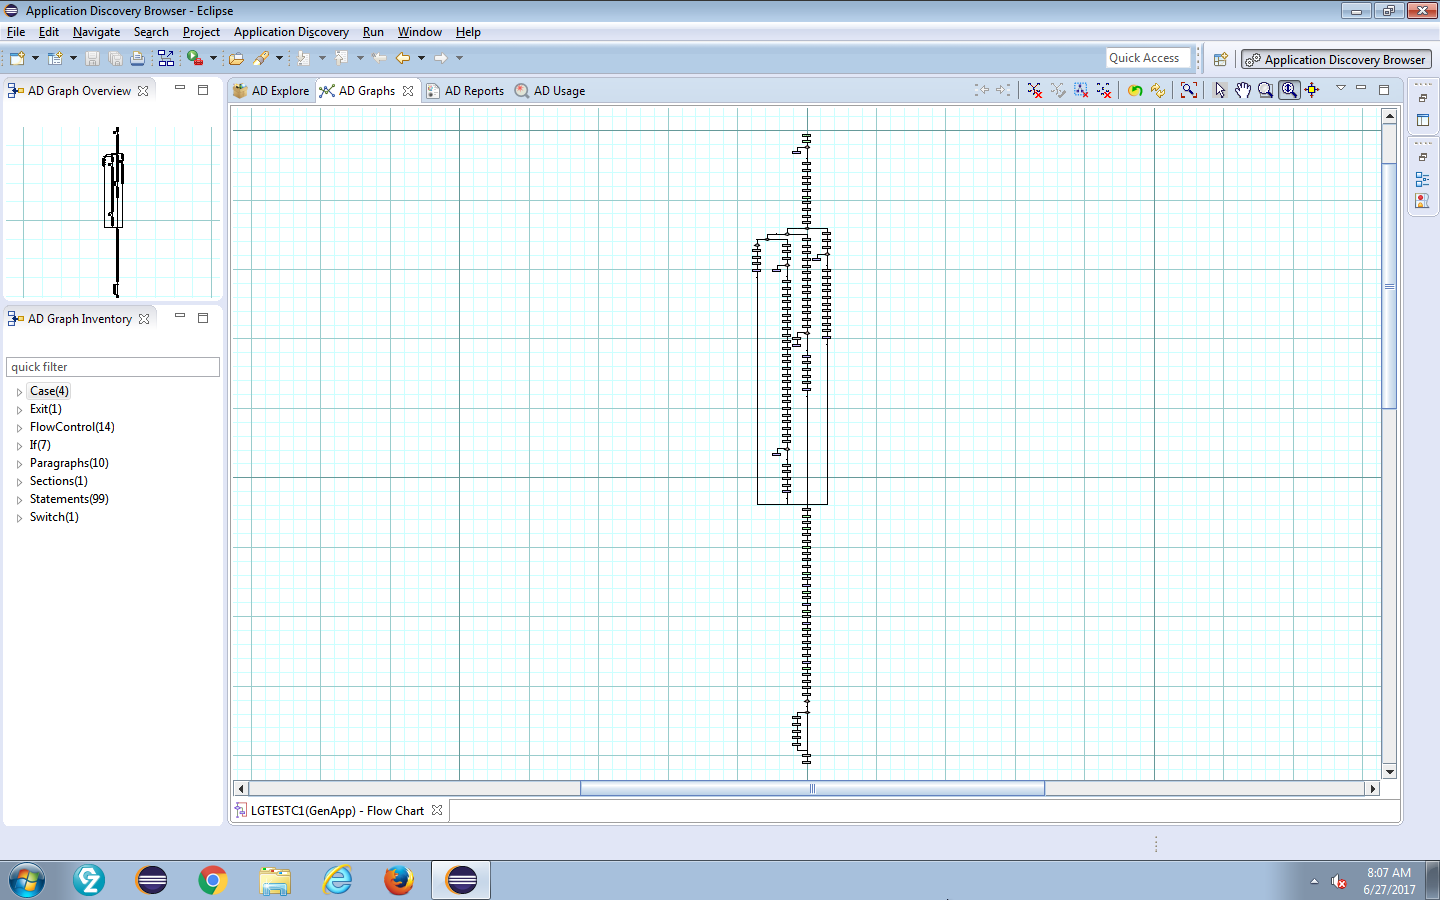 Application Discovery Browser - Eclipse
File Edit Navigate Search Project Application Discovery Run Window Help
Quick Access
Application Discovery Browser
AD Graph Overview
AD Explore AD Graphs AD Reports AD Usage
AD Graph Inventory
quick filter
Case(4)
Exit(1)
FlowControl(14)
If(7)
Paragraphs(10)
Sections(1)
Statements(99)
Switch(1)
LGTESTC1(GenApp) - Flow Chart
8:07 AM
6/27/2017